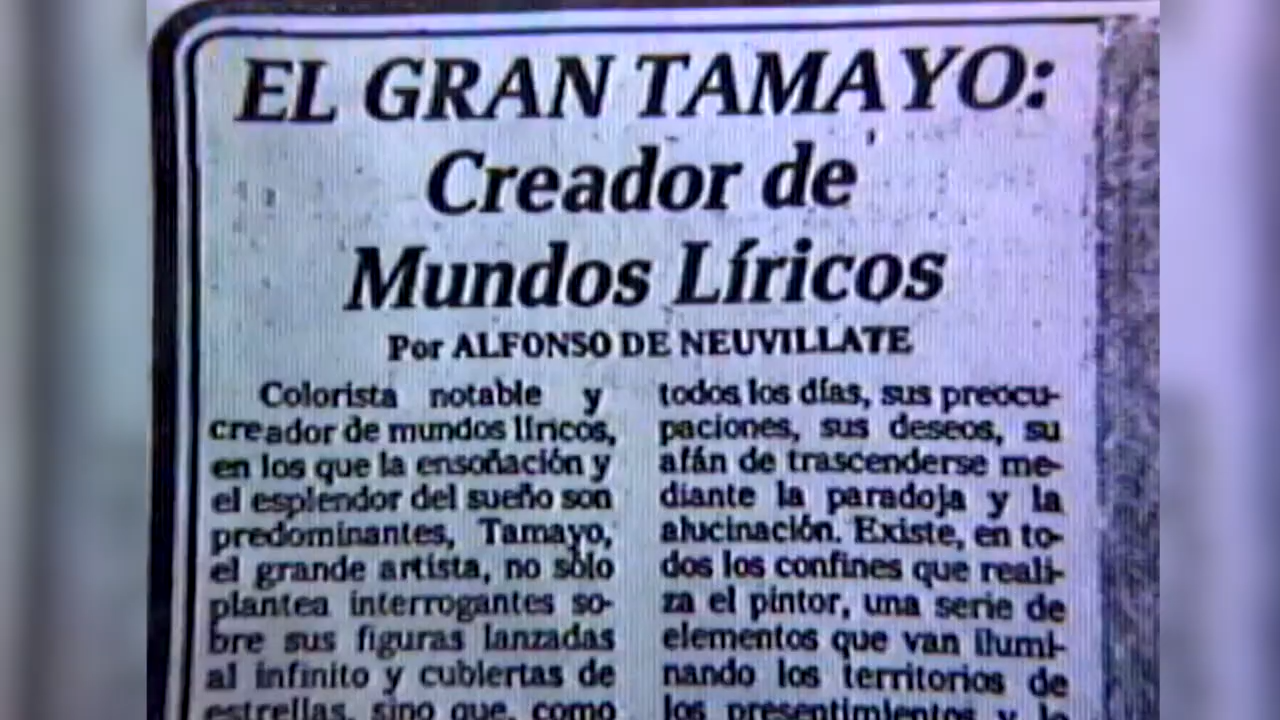 EL GRAN TAMAYO:
Creador de
Mundos Líricos
Por ALFONSO DE NEUVILLATE
Colorista notable y
creador de mundos líricos,
en los que la ensoñación y
el esplendor del sueño son
predominantes, Tamayo,
el grande artista, no sólo
plantea interrogantes so-
bre sus figuras lanzadas
al infinito y cubiertas de
estrellas, sino que, como
todos los días, sus preocu-
paciones, sus deseos, su
afán de trascenderse me-
diante la paradoja y la
alucinación. Existe, en to-
dos los confines que reali-
za el pintor, una serie de
elementos que van ilumi-
nando los territorios de
los presentimientos y